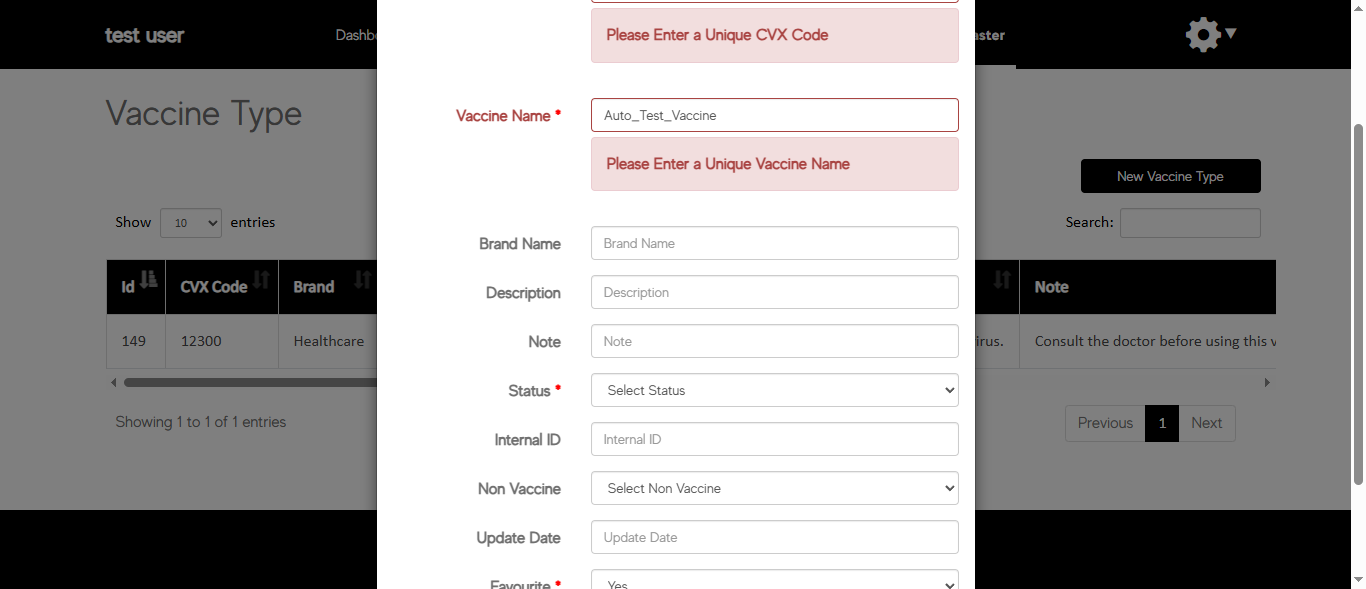 test user
Vaccine Type
New Vaccine Type
Show 10 entries
Search:
Id CVX Code Brand Note
149 12300 Healthcare irus. Consult the doctor before using this v
Showing 1 to 1 of 1 entries
Previous 1 Next
Please Enter a Unique CVX Code
Vaccine Name * Auto_Test_Vaccine
Please Enter a Unique Vaccine Name
Brand Name Brand Name
Description Description
Note Note
Status * Select Status
Internal ID Internal ID
Non Vaccine Select Non Vaccine
Update Date Update Date
Favourite * Yes